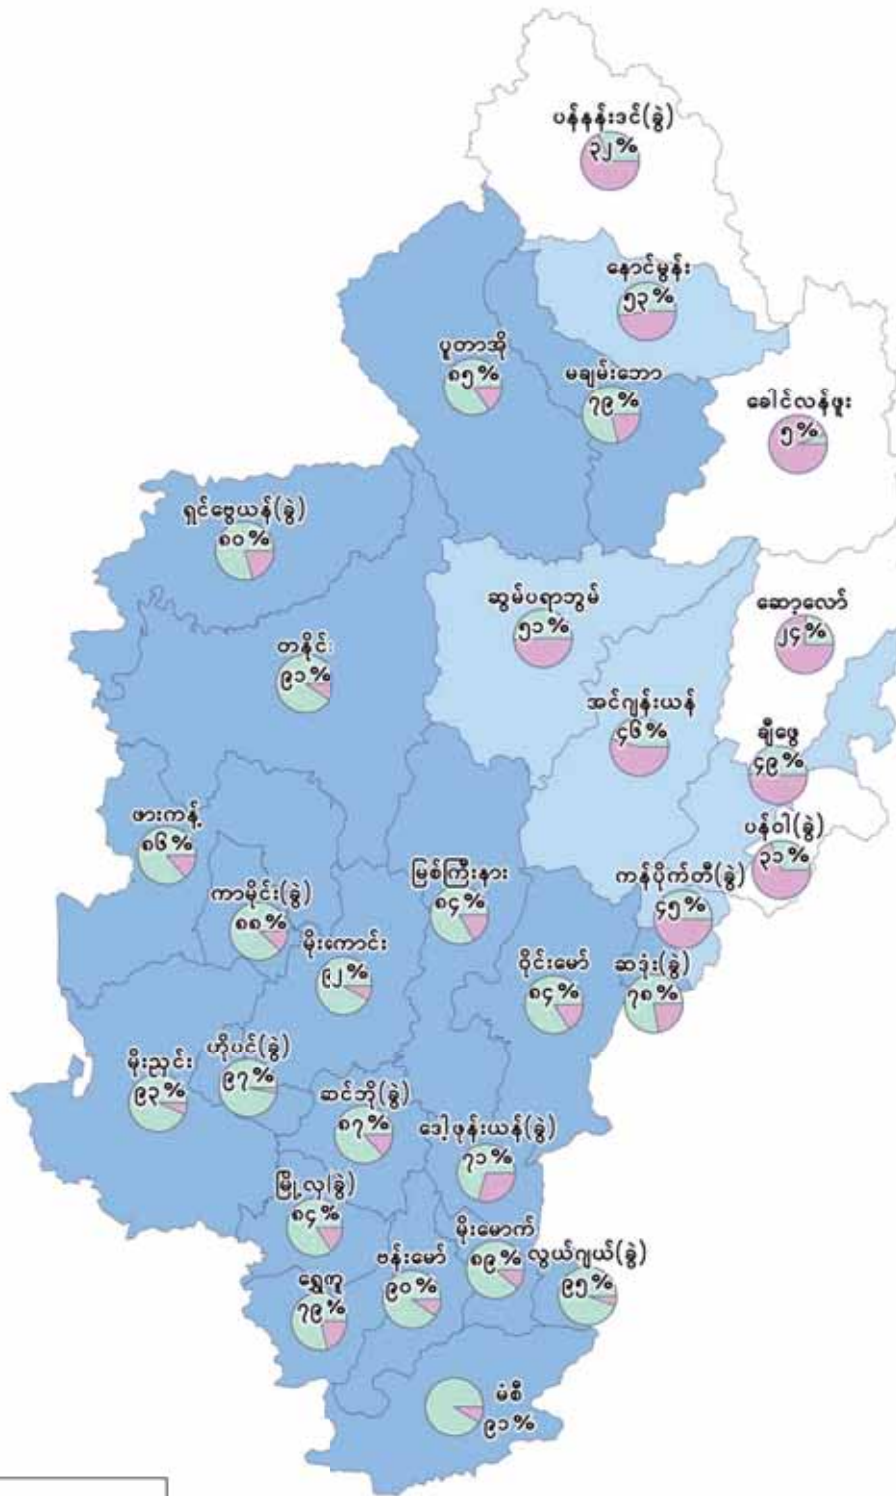 ပန်နန်းဒင်(ခွဲ)
၃၂%
နောင်မွန်း
၅၃%
ပူတာအို
၈၅%
မချမ်းဘော
၇၉%
ခေါင်လန်ဖူး
၅%
ရှင်ဗွေယန်(ခွဲ)
၈၀%
ဆွမ်ပရာဘွမ်
၅၁%
ဆော့လော်
၂၄%
တနိုင်း
၉၁%
အင်ဂျန်းယန်
၄၆%
ချီဖွေ
၄၉%
ဖားကန့်
၈၆%
ပန်ဝါ(ခွဲ)
၃၁%
မြစ်ကြီးနား
၈၄%
ကန်ပိုက်တီ(ခွဲ)
၄၅%
ကာမိုင်း(ခွဲ)
၈၈%
မိုးကောင်း
၉၂%
ဝိုင်းမော်
၈၄%
ဆဒုံး(ခွဲ)
၇၈%
မိုးညှင်း
၉၃%
ဟိုပင်(ခွဲ)
၉၇%
ဆင်ဘို(ခွဲ)
၈၇%
ဒေါ့ဖုန်းယန်(ခွဲ)
၇၁%
မြို့လှ(ခွဲ)
၈၄%
မိုးမောက်
၈၉%
လွယ်ဂျယ်(ခွဲ)
၉၅%
ဗန်းမော်
၉၀%
ရွှေကူ
၇၉%
မံစီ
၉၁%